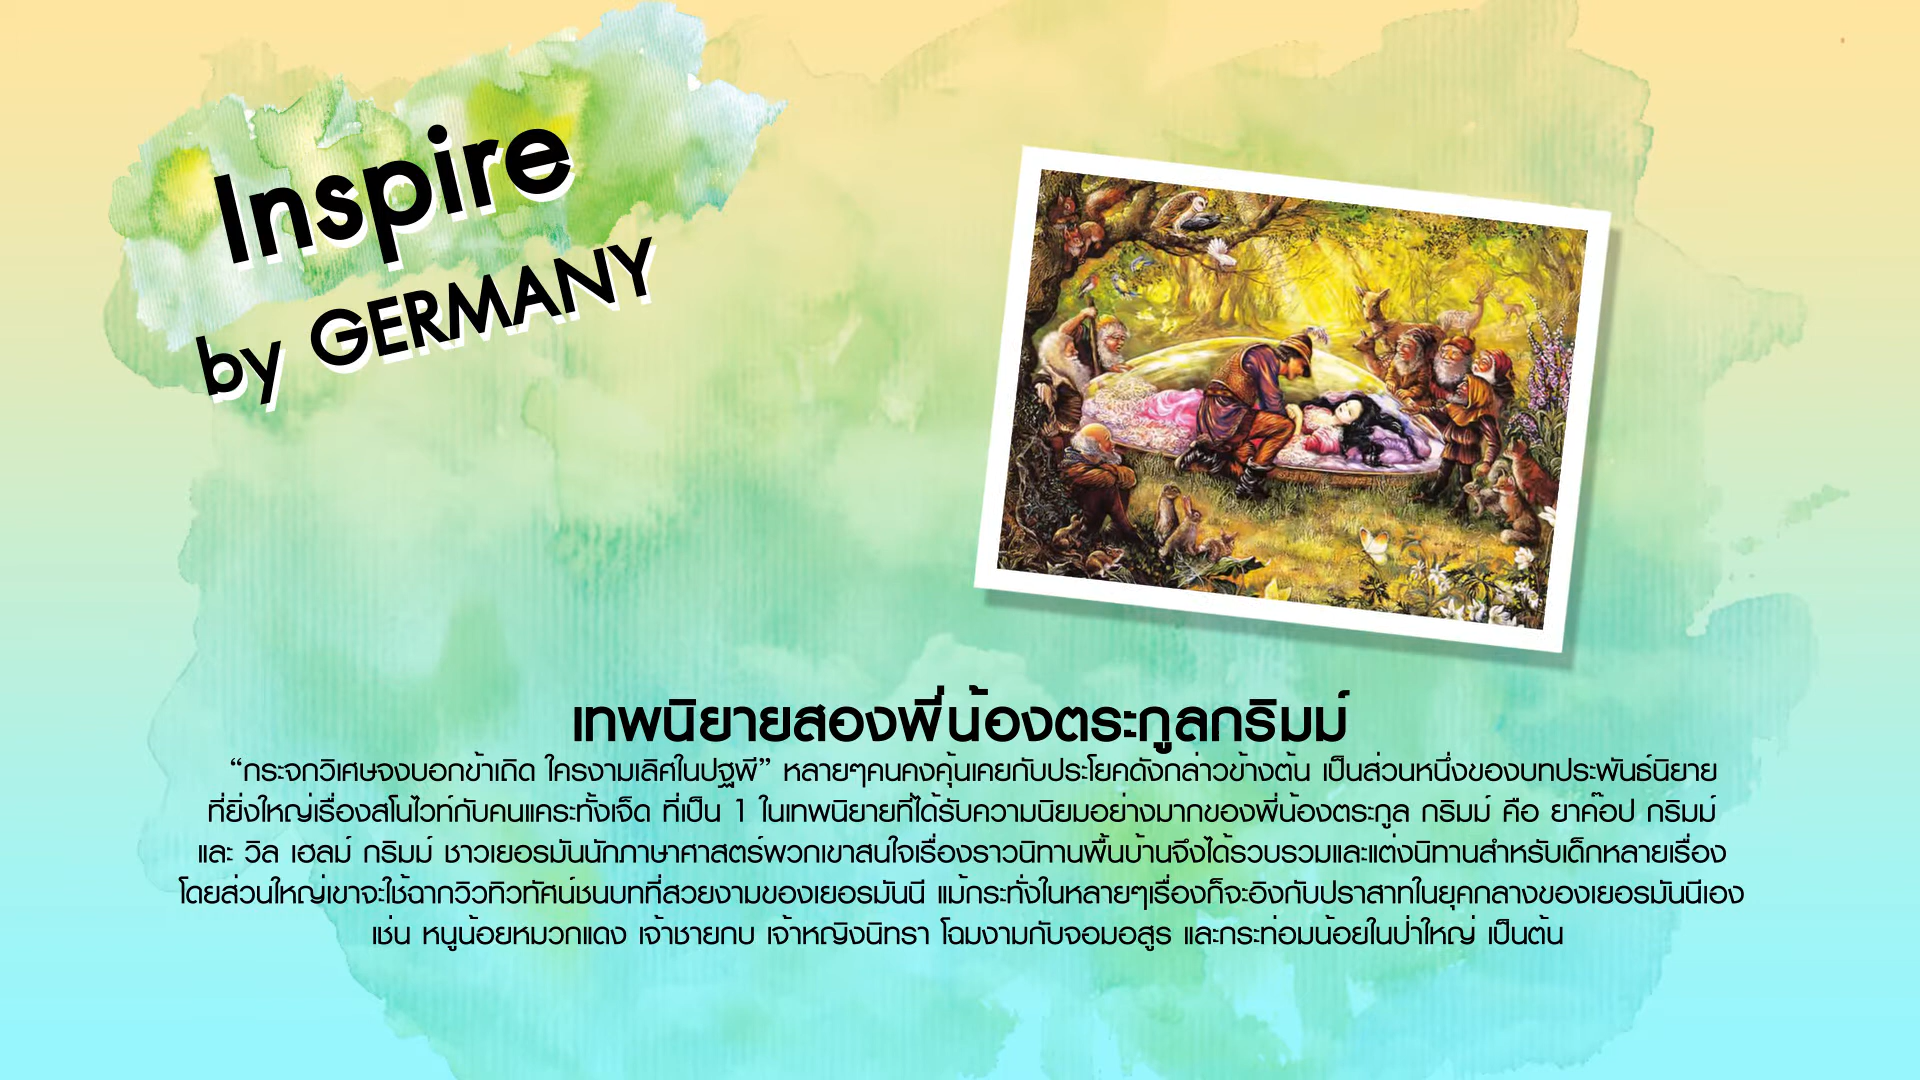 Inspire
by GERMANY
เทพนิยายสองพี่น้องตระกูลกริมม์
“กระจกวิเศษจงบอกข้าเถิด ใครงามเลิศในปฐพี” หลายๆคนคงคุ้นเคยกับประโยคดังกล่าวข้างต้น เป็นส่วนหนึ่งของบทประพันธ์นิยาย
ที่ยิ่งใหญ่เรื่องสโนไวท์กับคนแคระทั้งเจ็ด ที่เป็น 1 ในเทพนิยายที่ได้รับความนิยมอย่างมากของพี่น้องตระกูล กริมม์ คือ ยาค๊อป กริมม์
และ วิล เฮลม์ กริมม์ ชาวเยอรมันนักภาษาศาสตร์พวกเขาสนใจเรื่องราวนิทานพื้นบ้านจึงได้รวบรวมและแต่งนิทานสำหรับเด็กหลายเรื่อง
โดยส่วนใหญ่เขาจะใช้ฉากวิวทิวทัศน์ชนบทที่สวยงามของเยอรมันนี แม้กระทั่งในหลายๆเรื่องก็จะอิงกับปราสาทในยุคกลางของเยอรมันนีเอง
เช่น หนูน้อยหมวกแดง เจ้าชายกบ เจ้าหญิงนิทรา โฉมงามกับจอมอสูร และกระท่อมน้อยในป่าใหญ่ เป็นต้น